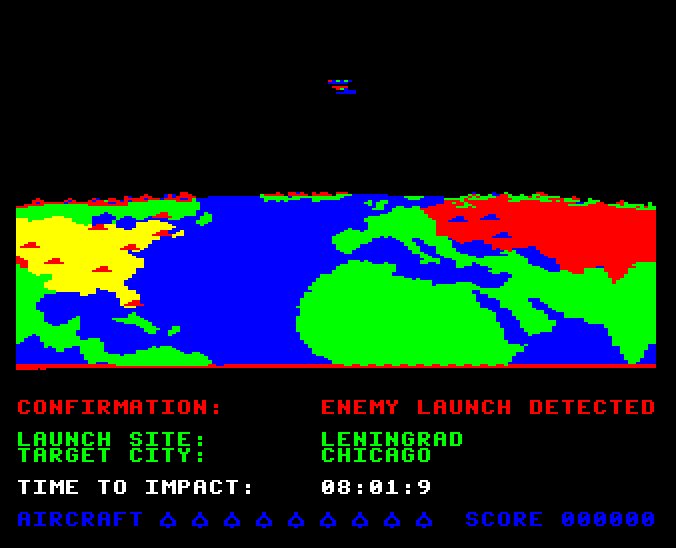 CONFIRMATION: ENEMY LAUNCH DETECTED
LAUNCH SITE: LENINGRAD
TARGET CITY: CHICAGO
TIME TO IMPACT: 08:01:9
AIRCRAFT SCORE 000000